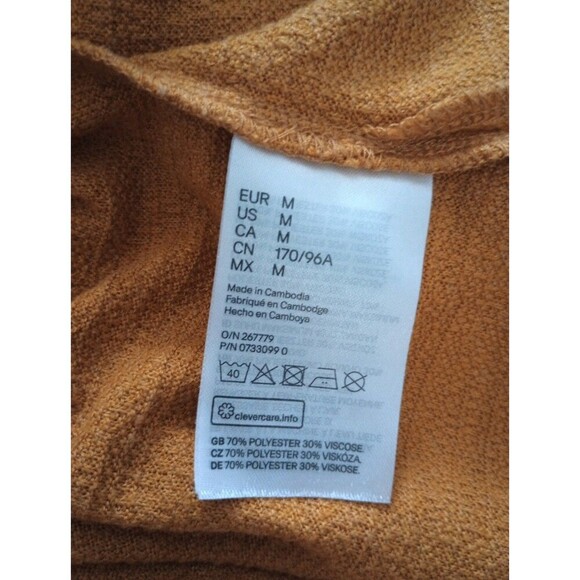 EUR M
US M
CA M
CN 170/96A
MX M
Made in Cambodia
Fabriqué en Cambodge
Hecho en Camboya
O/N 267779
P/N 0733099 0
40
clevercare.info
GB 70% POLYESTER 30% VISCOSE.
CZ 70% POLYESTER 30% VISKÓZA.
DE 70% POLYESTER 30% VISKOSE.